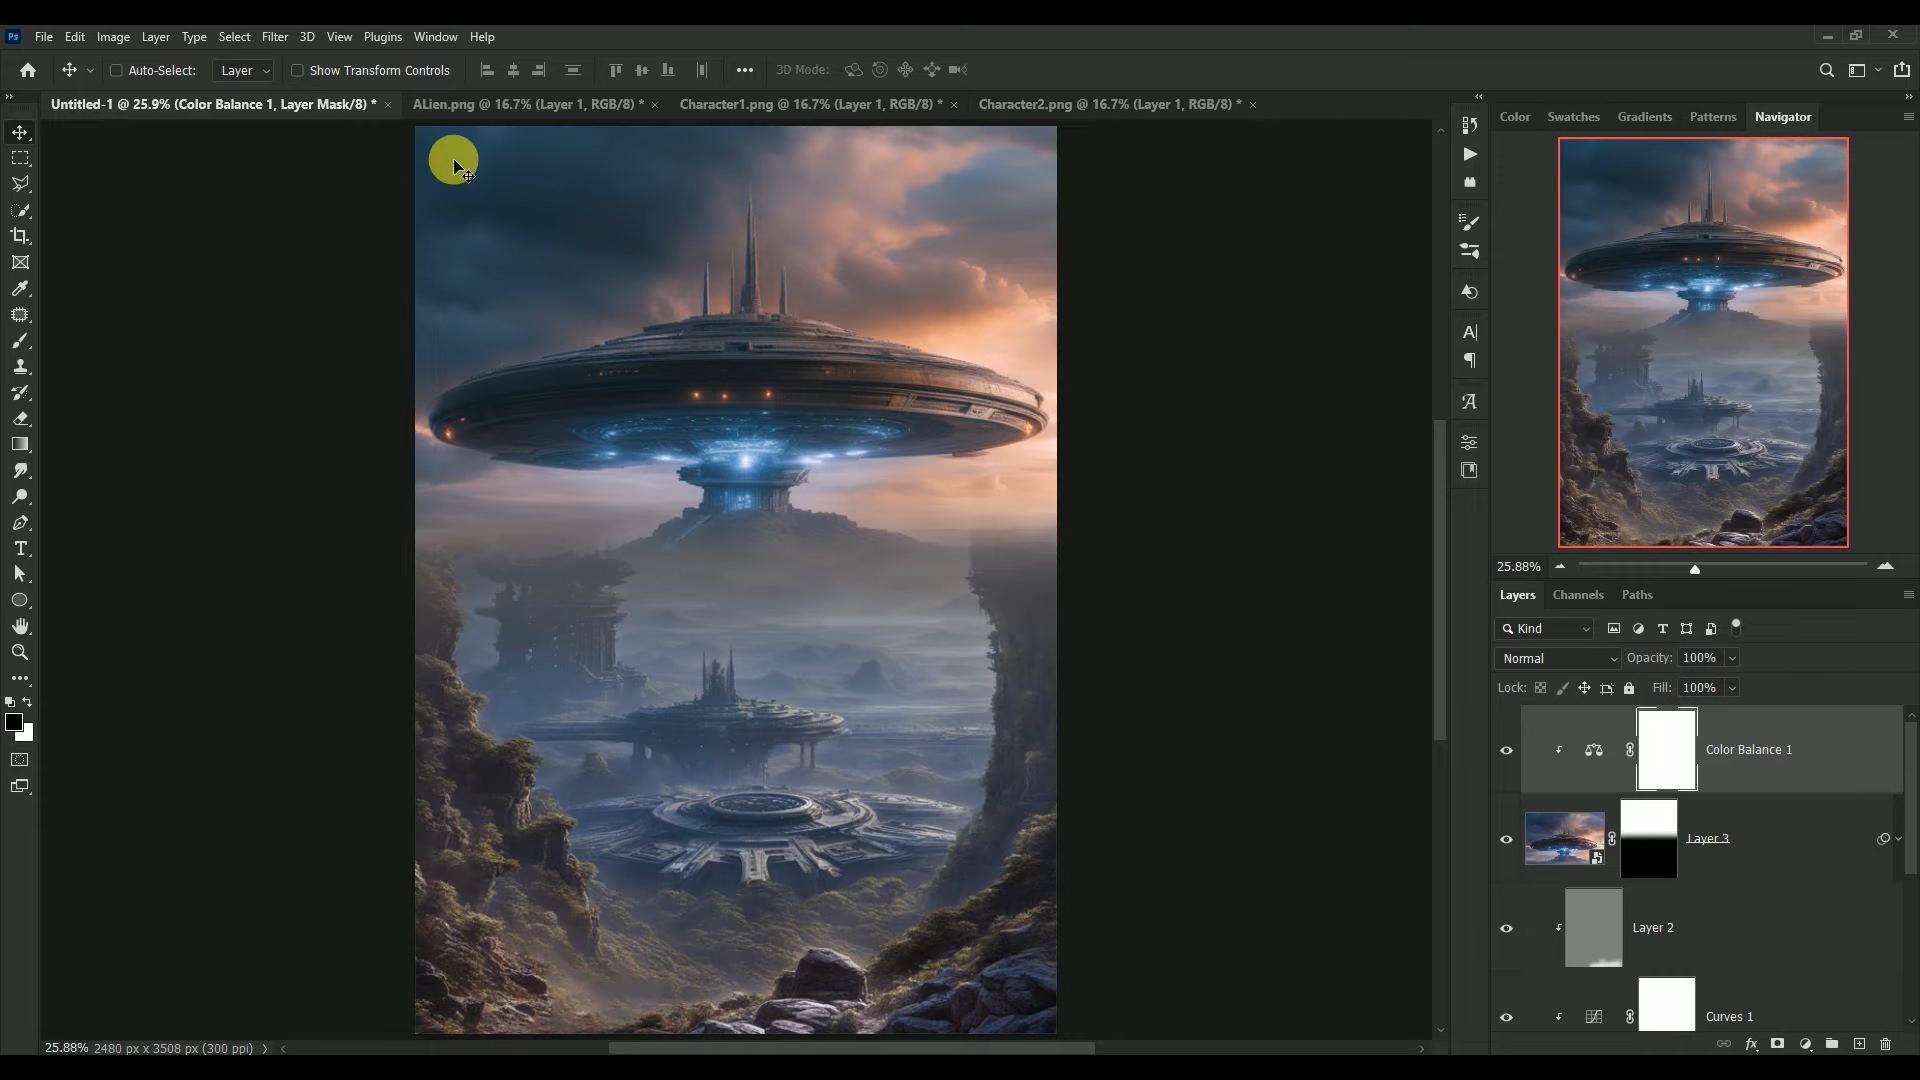 Ps File Edit Image Layer Type Select Filter 3D View Plugins Window Help
Auto-Select: Layer Show Transform Controls 3D Mode:
Untitled-1 @ 25.9% (Color Balance 1, Layer Mask/8) * ALien.png @ 16.7% (Layer 1, RGB/8) * Character1.png @ 16.7% (Layer 1, RGB/8) * Character2.png @ 16.7% (Layer 1, RGB/8) *
Color Swatches Gradients Patterns Navigator
25.88%
Layers Channels Paths
Kind
Normal Opacity: 100%
Lock: Fill: 100%
Color Balance 1
Layer 3
Layer 2
Curves 1
25.88% 2480 px x 3508 px (300 ppi)